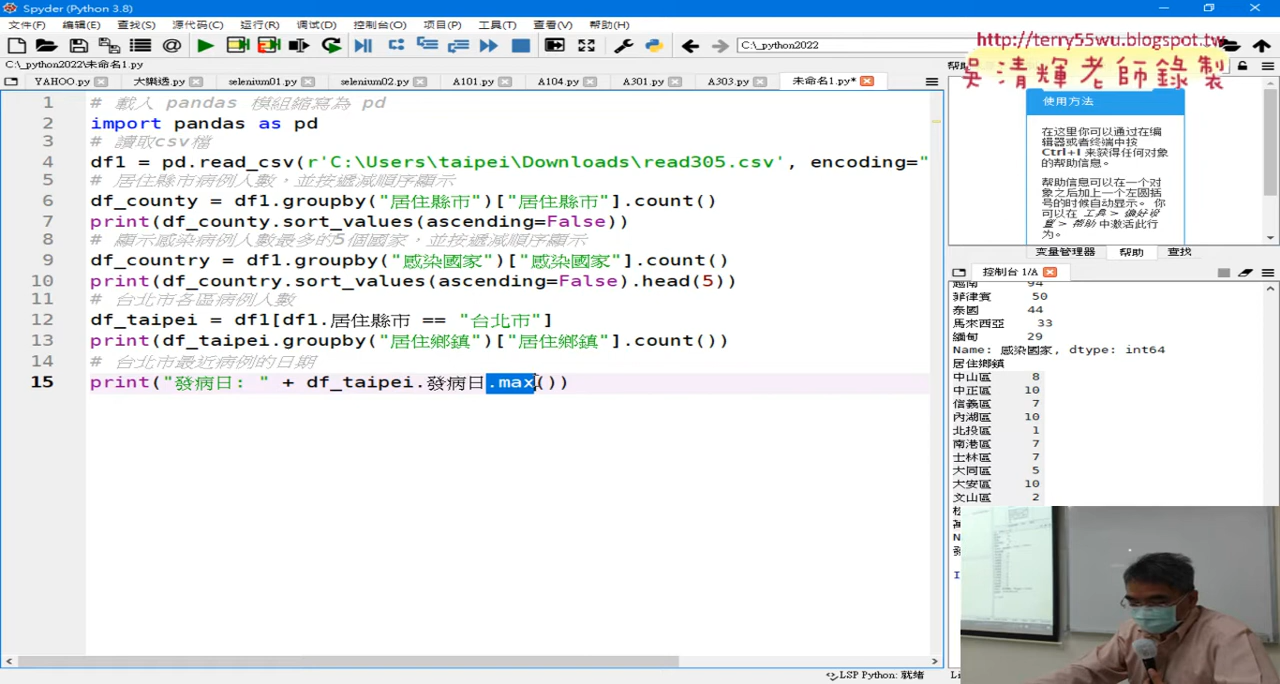 Spyder (Python 3.8)
文件(F) 编辑(E) 查找(S) 源代码(C) 运行(R) 调试(D) 控制台(O) 项目(P) 工具(T) 查看(V) 帮助(H)
C:\_python2022
http://terry55wu.blogspot.tw
吳清輝老師錄製
C:\_python2022\未命名1.py
YAHOO.py 大樂透.py selenium01.py selenium02.py A101.py A104.py A301.py A303.py 未命名1.py*
1 # 載入 pandas 模組縮寫為 pd
2 import pandas as pd
3 # 讀取csv檔
4 df1 = pd.read_csv(r'C:\Users\taipei\Downloads\read305.csv', encoding="
5 # 居住縣市病例人數，並按遞減順序顯示
6 df_county = df1.groupby("居住縣市")["居住縣市"].count()
7 print(df_county.sort_values(ascending=False))
8 # 顯示感染病例人數最多的5個國家，並按遞減順序顯示
9 df_country = df1.groupby("感染國家")["感染國家"].count()
10 print(df_country.sort_values(ascending=False).head(5))
11 # 台北市各區病例人數
12 df_taipei = df1[df1.居住縣市 == "台北市"]
13 print(df_taipei.groupby("居住鄉鎮")["居住鄉鎮"].count())
14 # 台北市最近病例的日期
15 print("發病日: " + df_taipei.發病日.max())
使用方法
在这里你可以通过在编
辑器或者终端中按
Ctrl+I 来获得任何对象
的帮助信息。
帮助信息可以在一个对
象之后加上一个左圆括
号的时候自动显示。 你
可以在 工具 > 偏好设
置 > 帮助 中激活此行
为。
变量管理器 帮助 查找
控制台 1/A
越南 94
菲律賓 50
泰國 44
馬來西亞 33
緬甸 29
Name: 感染國家, dtype: int64
居住鄉鎮
中山區 8
中正區 10
信義區 7
內湖區 10
北投區 1
南港區 7
士林區 7
大同區 5
大安區 10
文山區 2
LSP Python: 就绪